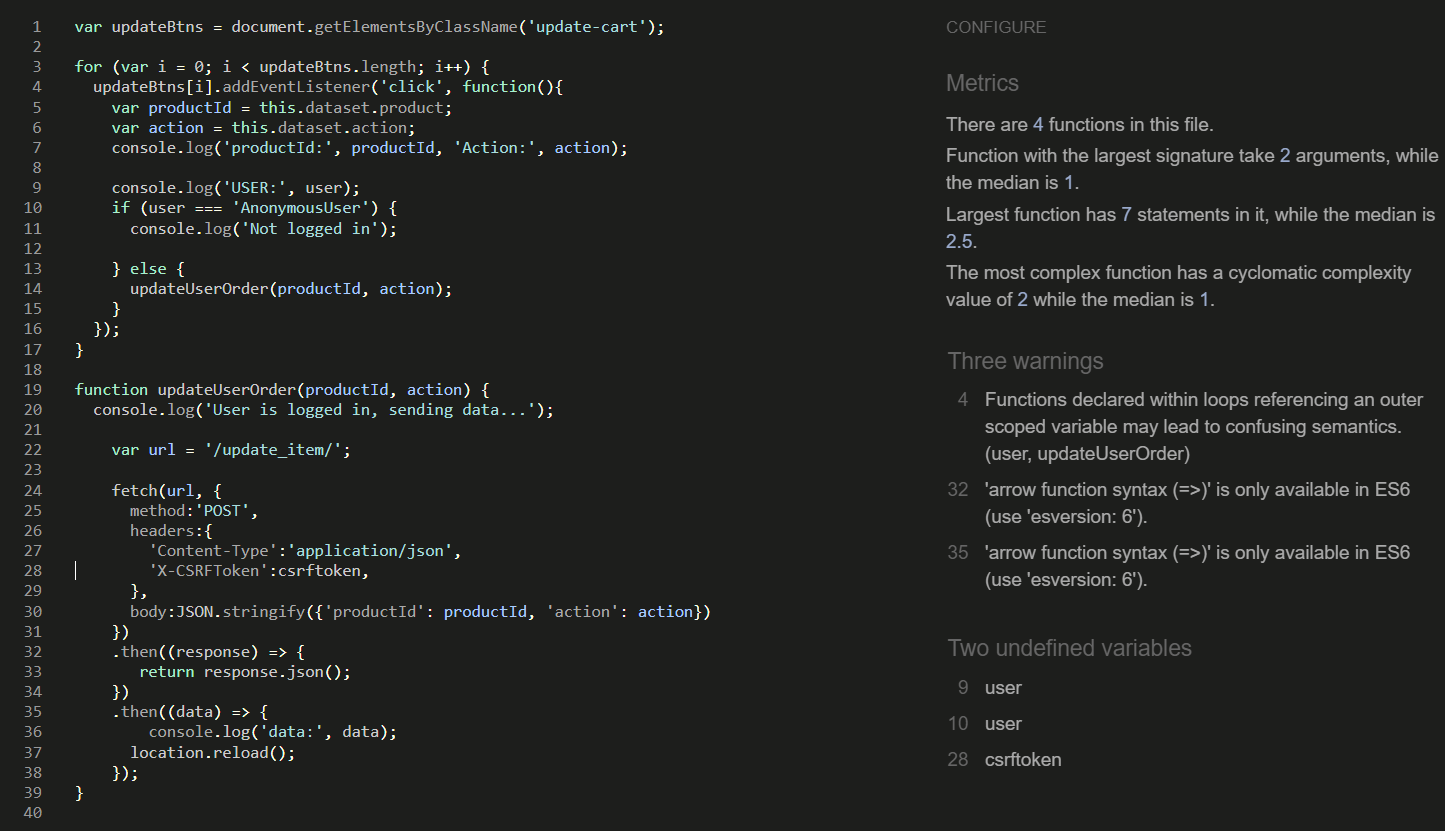 1 var updateBtns = document.getElementsByClassName('update-cart');
2
3 for (var i = 0; i < updateBtns.length; i++) {
4   updateBtns[i].addEventListener('click', function(){
5     var productId = this.dataset.product;
6     var action = this.dataset.action;
7     console.log('productId:', productId, 'Action:', action);
8
9     console.log('USER:', user);
10     if (user === 'AnonymousUser') {
11       console.log('Not logged in');
12
13     } else {
14       updateUserOrder(productId, action);
15     }
16   });
17 }
18
19 function updateUserOrder(productId, action) {
20   console.log('User is logged in, sending data...');
21
22     var url = '/update_item/';
23
24     fetch(url, {
25       method:'POST',
26       headers:{
27         'Content-Type':'application/json',
28         'X-CSRFToken':csrftoken,
29       },
30       body:JSON.stringify({'productId': productId, 'action': action})
31     })
32     .then((response) => {
33        return response.json();
34     })
35     .then((data) => {
36         console.log('data:', data);
37       location.reload();
38     });
39 }
40
CONFIGURE
Metrics
There are 4 functions in this file.
Function with the largest signature take 2 arguments, while
the median is 1.
Largest function has 7 statements in it, while the median is
2.5.
The most complex function has a cyclomatic complexity
value of 2 while the median is 1.
Three warnings
4 Functions declared within loops referencing an outer
scoped variable may lead to confusing semantics.
(user, updateUserOrder)
32 'arrow function syntax (=>)' is only available in ES6
(use 'esversion: 6').
35 'arrow function syntax (=>)' is only available in ES6
(use 'esversion: 6').
Two undefined variables
9 user
10 user
28 csrftoken